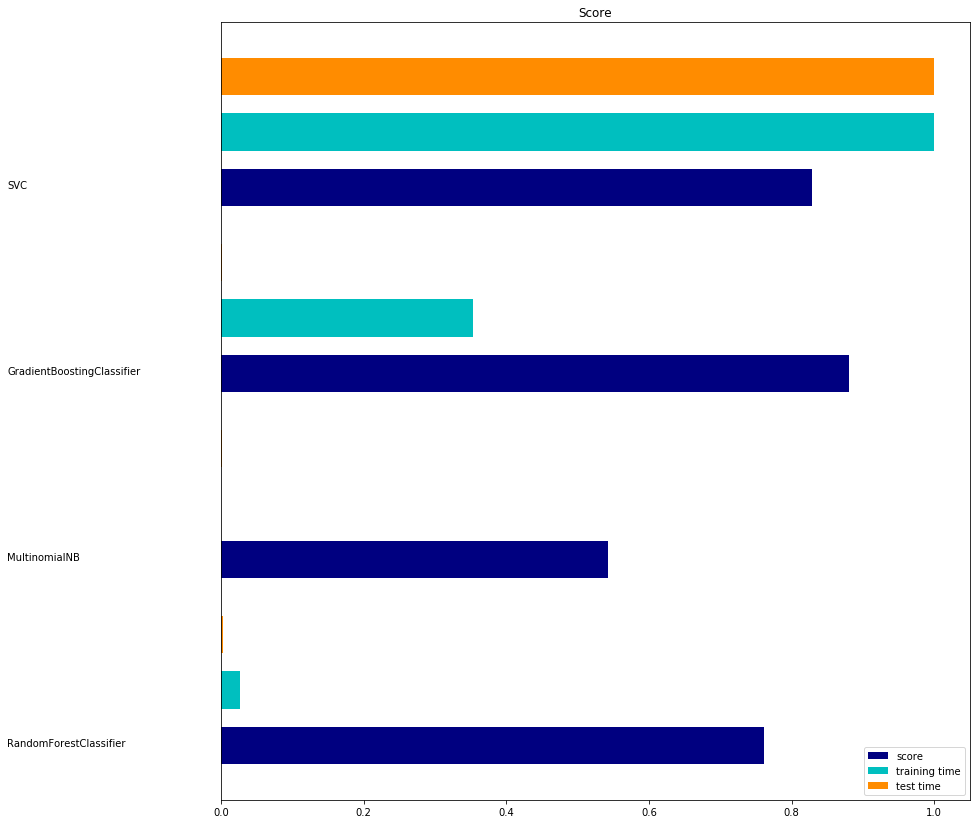 Score
SVC
GradientBoostingClassifier
MultinomialNB
RandomForestClassifier
score
training time
test time
0.0 0.2 0.4 0.6 0.8 1.0